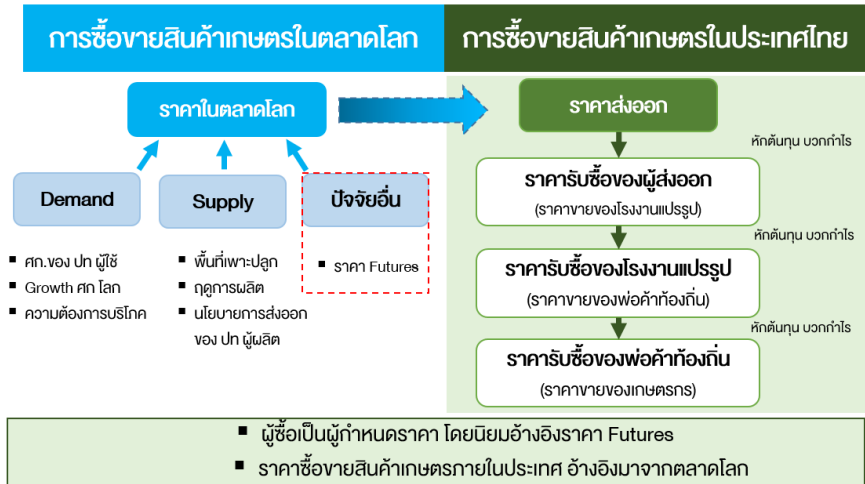 การซื้อขายสินค้าเกษตรในตลาดโลก
การซื้อขายสินค้าเกษตรในประเทศไทย
ราคาในตลาดโลก
Demand
Supply
ปัจจัยอื่น
▪ ศก.ของ ปท ผู้ใช้
▪ Growth ศก โลก
▪ ความต้องการบริโภค
▪ พื้นที่เพาะปลูก
▪ ฤดูการผลิต
▪ นโยบายการส่งออก
ของ ปท ผู้ผลิต
▪ ราคา Futures
ราคาส่งออก
หักต้นทุน บวกกำไร
ราคารับซื้อของผู้ส่งออก
(ราคาขายของโรงงานแปรรูป)
หักต้นทุน บวกกำไร
ราคารับซื้อของโรงงานแปรรูป
(ราคาขายของพ่อค้าท้องถิ่น)
หักต้นทุน บวกกำไร
ราคารับซื้อของพ่อค้าท้องถิ่น
(ราคาขายของเกษตรกร)
▪ ผู้ซื้อเป็นผู้กำหนดราคา โดยนิยมอ้างอิงราคา Futures
▪ ราคาซื้อขายสินค้าเกษตรภายในประเทศ อ้างอิงมาจากตลาดโลก